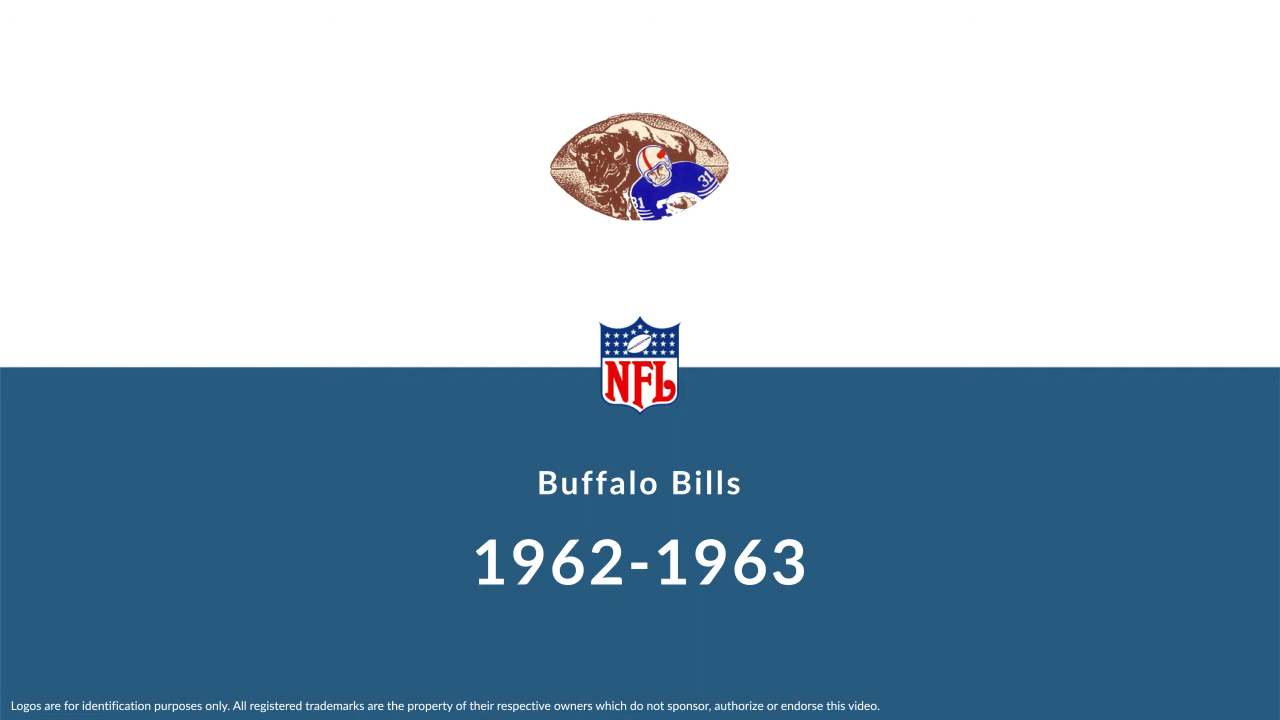 31
31
NFL
Buffalo Bills
1962-1963
Logos are for identification purposes only. All registered trademarks are the property of their respective owners which do not sponsor, authorize or endorse this video.